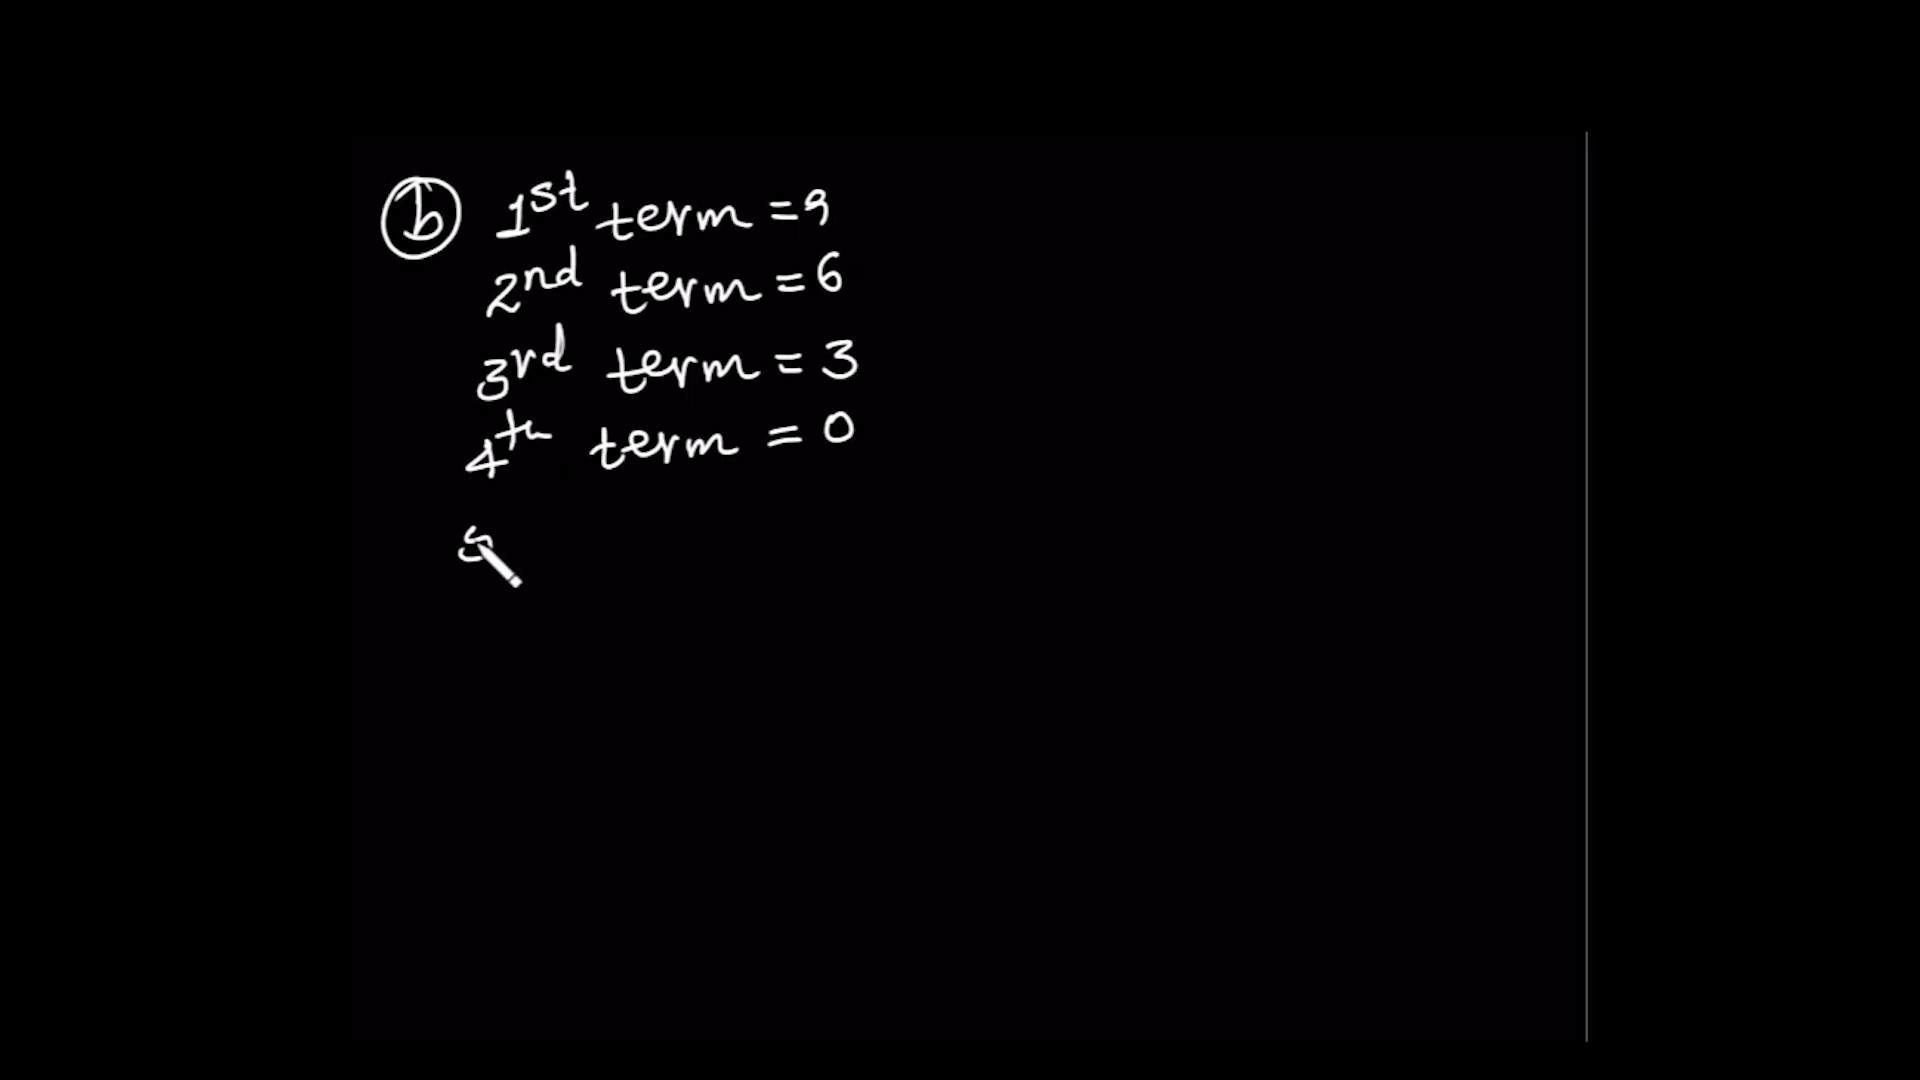 b 1st term = 9
2nd term = 6
3rd term = 3
4th term = 0